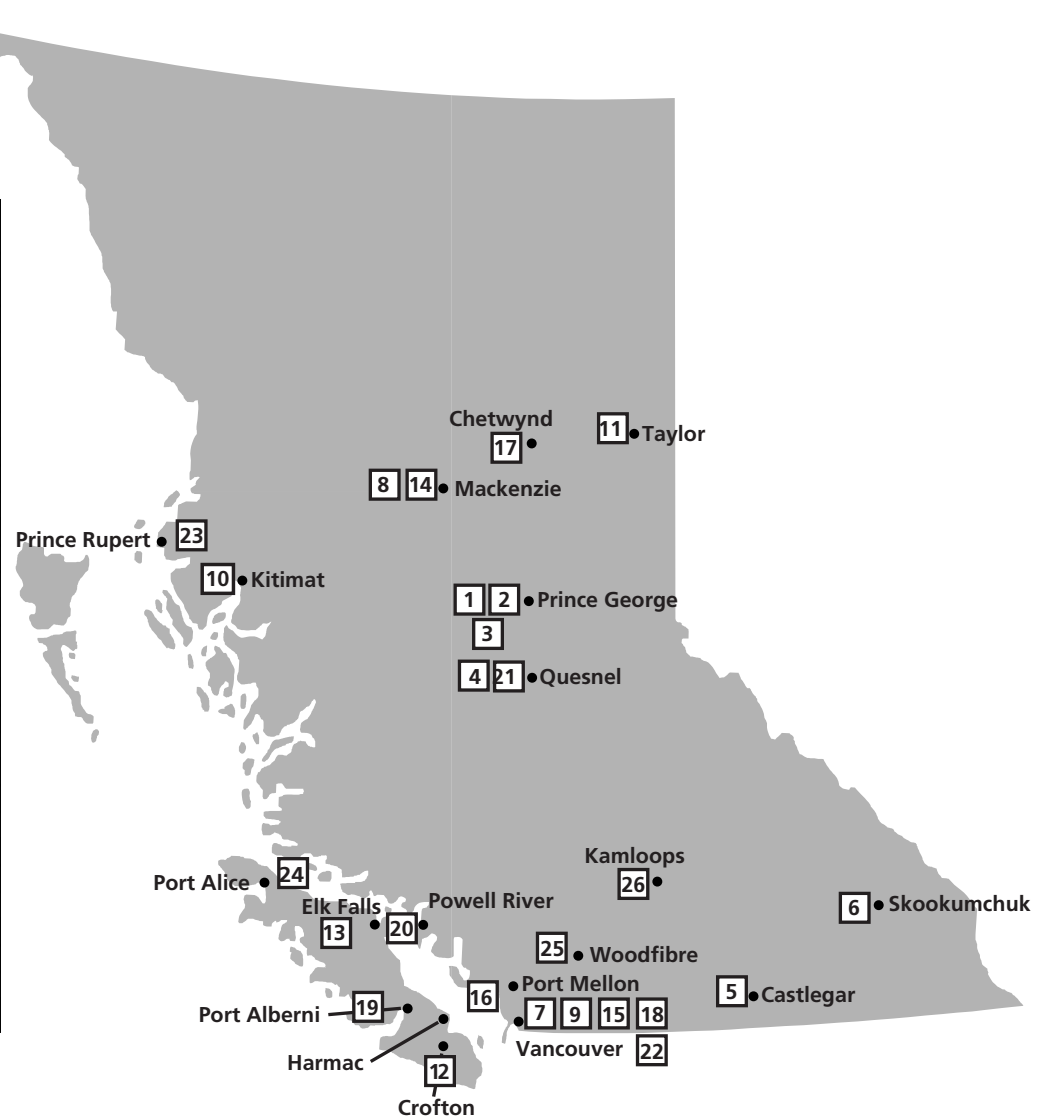 Chetwynd
17
11 Taylor
8 14 Mackenzie
Prince Rupert 23
10 Kitimat
1 2 Prince George
3
4 21 Quesnel
Kamloops
26
Port Alice 24
Elk Falls
13
Powell River
20
6 Skookumchuk
25 Woodfibre
Port Mellon
16
5 Castlegar
Port Alberni 19
7 9 15 18
Vancouver 22
Harmac
12
Crofton